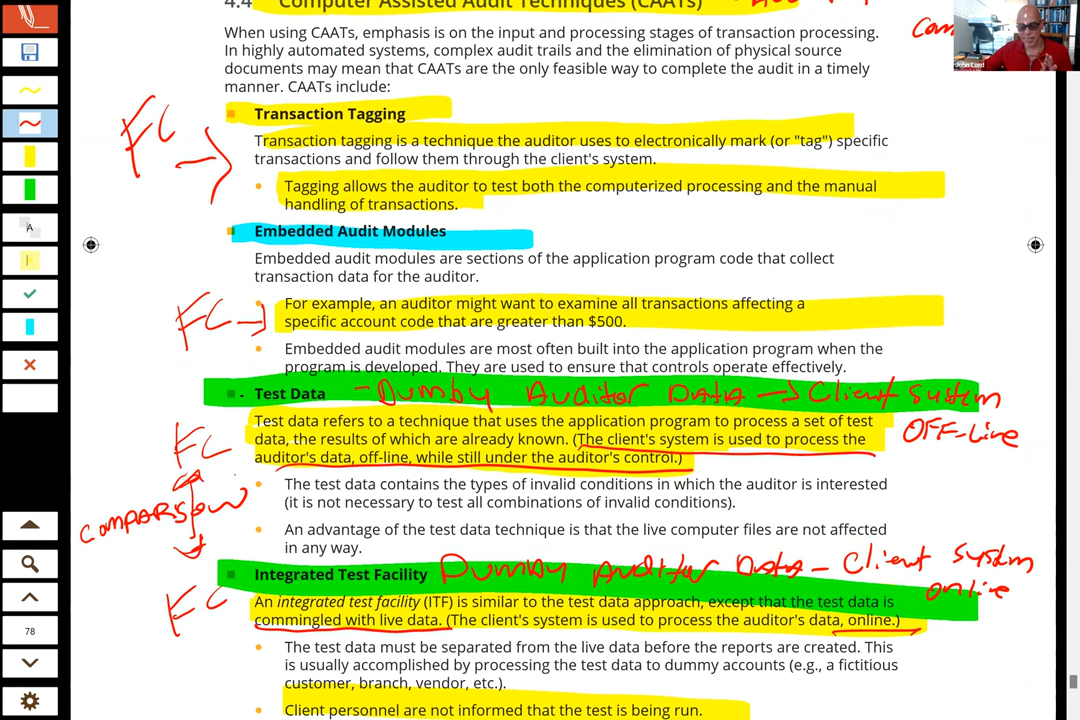 4.4 Computer Assisted Audit Techniques (CAATs)
When using CAATs, emphasis is on the input and processing stages of transaction processing.
In highly automated systems, complex audit trails and the elimination of physical source
documents may mean that CAATs are the only feasible way to complete the audit in a timely
manner. CAATs include:
John Lord
Transaction Tagging
FC
Transaction tagging is a technique the auditor uses to electronically mark (or "tag") specific
transactions and follow them through the client's system.
Tagging allows the auditor to test both the computerized processing and the manual
handling of transactions.
Embedded Audit Modules
Embedded audit modules are sections of the application program code that collect
transaction data for the auditor.
FC
For example, an auditor might want to examine all transactions affecting a
specific account code that are greater than $500.
Embedded audit modules are most often built into the application program when the
program is developed. They are used to ensure that controls operate effectively.
Test Data - Dumby Auditor Data → Client System
OFF-Line
FC
Test data refers to a technique that uses the application program to process a set of test
data, the results of which are already known. (The client's system is used to process the
auditor's data, off-line, while still under the auditor's control.)
COMPARISON
The test data contains the types of invalid conditions in which the auditor is interested
(it is not necessary to test all combinations of invalid conditions).
An advantage of the test data technique is that the live computer files are not affected
in any way.
Integrated Test Facility Dumby Auditor Data - Client System
online
FC
An integrated test facility (ITF) is similar to the test data approach, except that the test data is
commingled with live data. (The client's system is used to process the auditor's data, online.)
The test data must be separated from the live data before the reports are created. This
is usually accomplished by processing the test data to dummy accounts (e.g., a fictitious
customer, branch, vendor, etc.).
Client personnel are not informed that the test is being run.
78